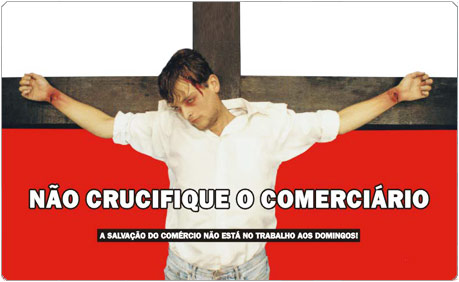 NÃO CRUCIFIQUE O COMERCIÁRIO
A SALVAÇÃO DO COMÉRCIO NÃO ESTÁ NO TRABALHO AOS DOMINGOS!